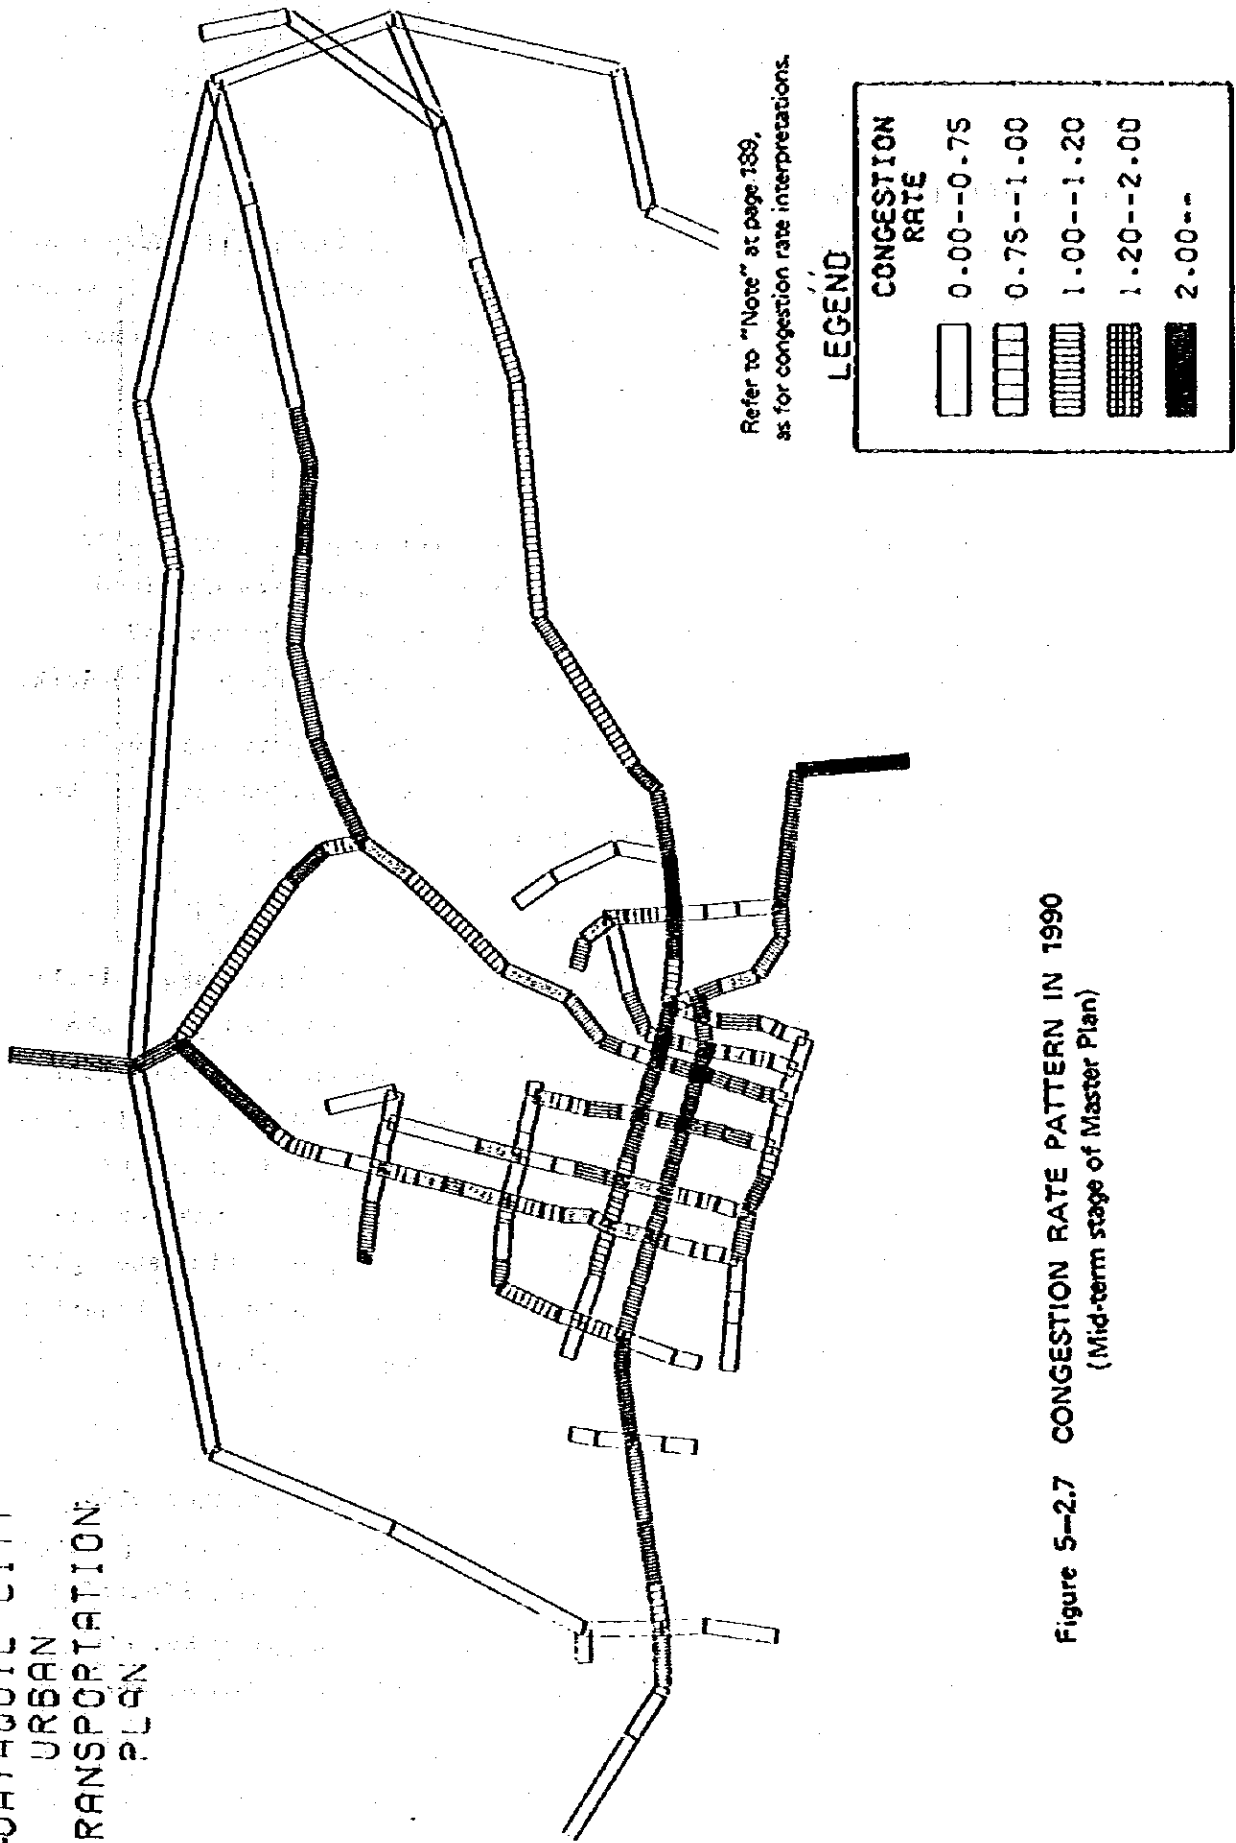 URBAN
TRANSPORTATION
PLAN
Refer to "Note" at page 189,
as for congestion rate interpretations.
LEGEND
CONGESTION
RATE
0.00--0.75
0.75--1.00
1.00--1.20
1.20--2.00
2.00--
Figure 5-2.7 CONGESTION RATE PATTERN IN 1990
(Mid-term stage of Master Plan)